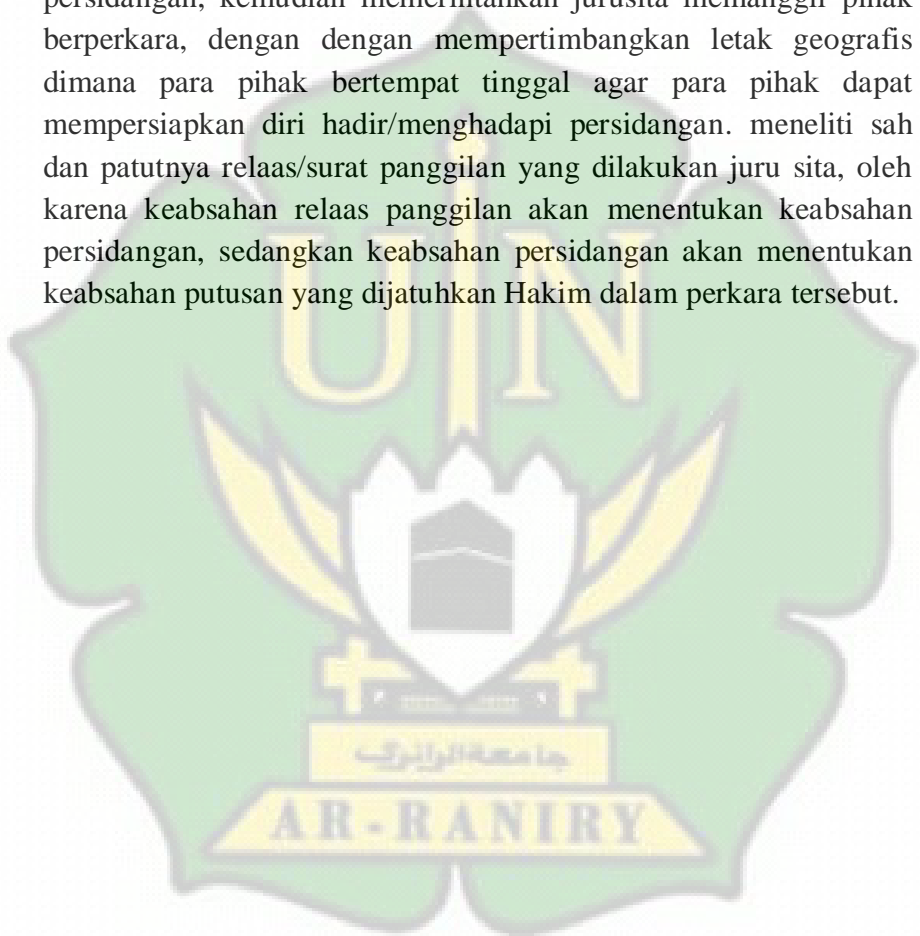 persidangan, kemudian memerintahkan jurusita memanggil pihak
berperkara, dengan dengan mempertimbangkan letak geografis
dimana para pihak bertempat tinggal agar para pihak dapat
mempersiapkan diri hadir/menghadapi persidangan. meneliti sah
dan patutnya relaas/surat panggilan yang dilakukan juru sita, oleh
karena keabsahan relaas panggilan akan menentukan keabsahan
persidangan, sedangkan keabsahan persidangan akan menentukan
keabsahan putusan yang dijatuhkan Hakim dalam perkara tersebut.
UIN
جامعة الرانري
AR-RANIRY